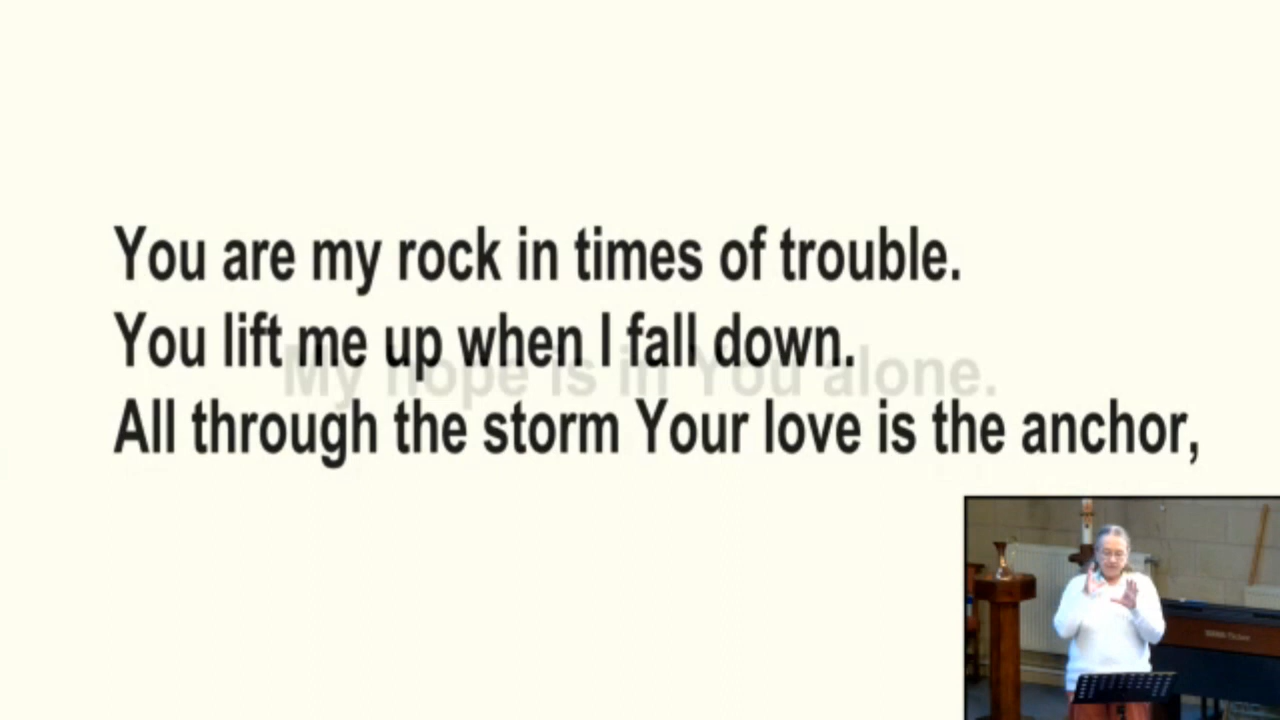 You are my rock in times of trouble.
You lift me up when I fall down.
My hope is in You alone.
All through the storm Your love is the anchor,